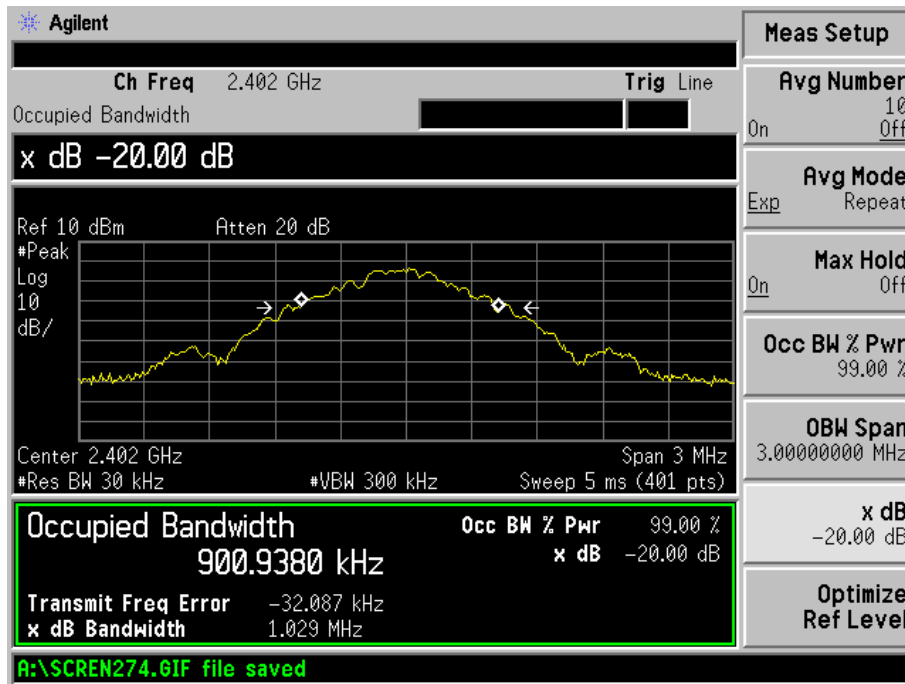 Agilent
Ch Freq 2.402 GHz Trig Line
Occupied Bandwidth
x dB -20.00 dB
Ref 10 dBm Atten 20 dB
#Peak
Log
10
dB/
Center 2.402 GHz Span 3 MHz
#Res BW 30 kHz #VBW 300 kHz Sweep 5 ms (401 pts)
Occupied Bandwidth Occ BW % Pwr 99.00 %
900.9380 kHz x dB -20.00 dB
Transmit Freq Error -32.087 kHz
x dB Bandwidth 1.029 MHz
A:\SCREN274.GIF file saved
Meas Setup
Avg Number
10
On Off
Avg Mode
Exp Repeat
Max Hold
On Off
Occ BW % Pwr
99.00 %
OBW Span
3.00000000 MHz
x dB
-20.00 dB
Optimize
Ref Level